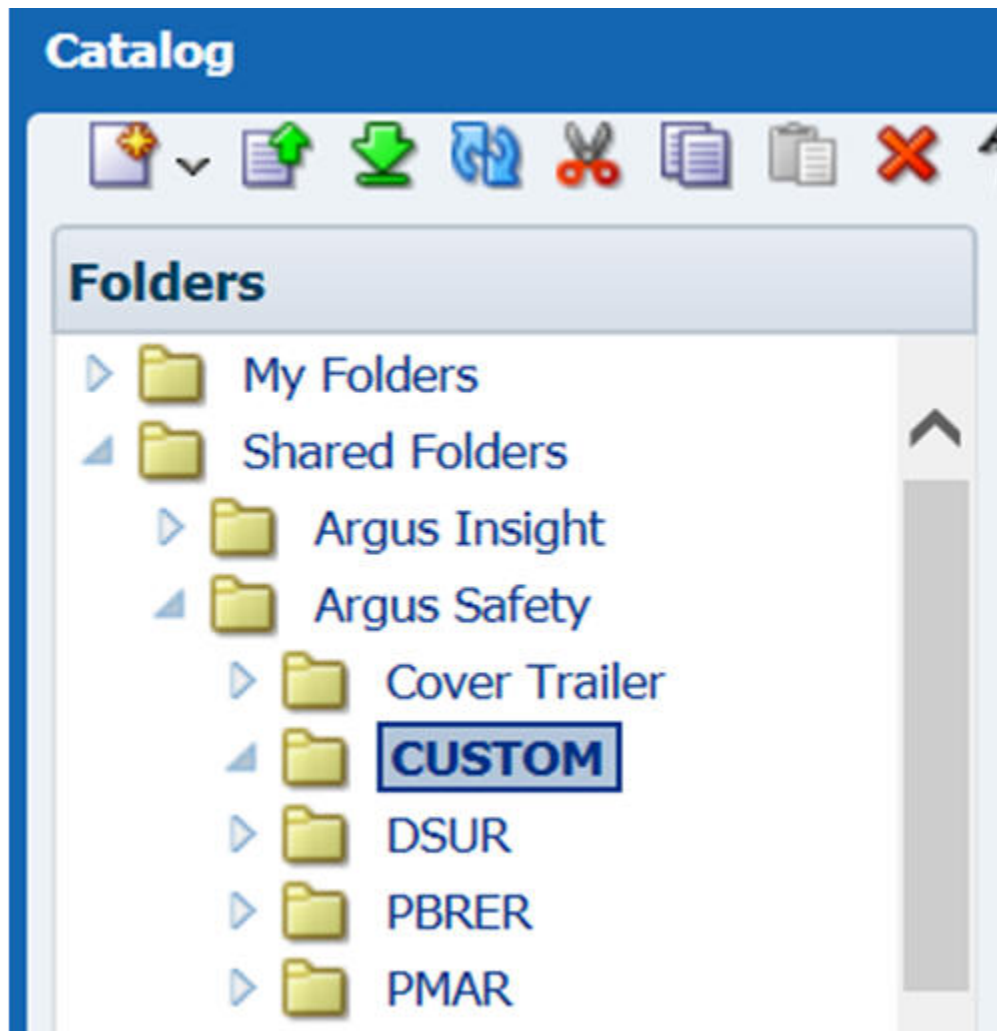 Catalog
Folders
My Folders
Shared Folders
Argus Insight
Argus Safety
Cover Trailer
CUSTOM
DSUR
PBRER
PMAR